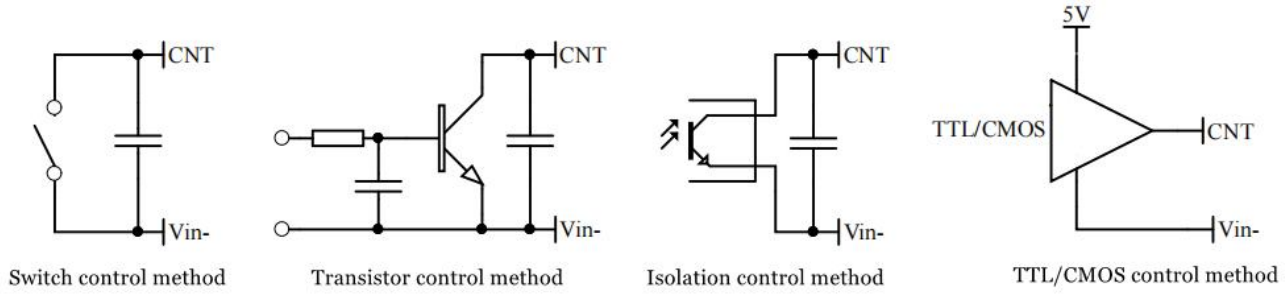 CNT
Vin-
Switch control method
CNT
Vin-
Transistor control method
CNT
Vin-
Isolation control method
5V
TTL/CMOS
CNT
Vin-
TTL/CMOS control method